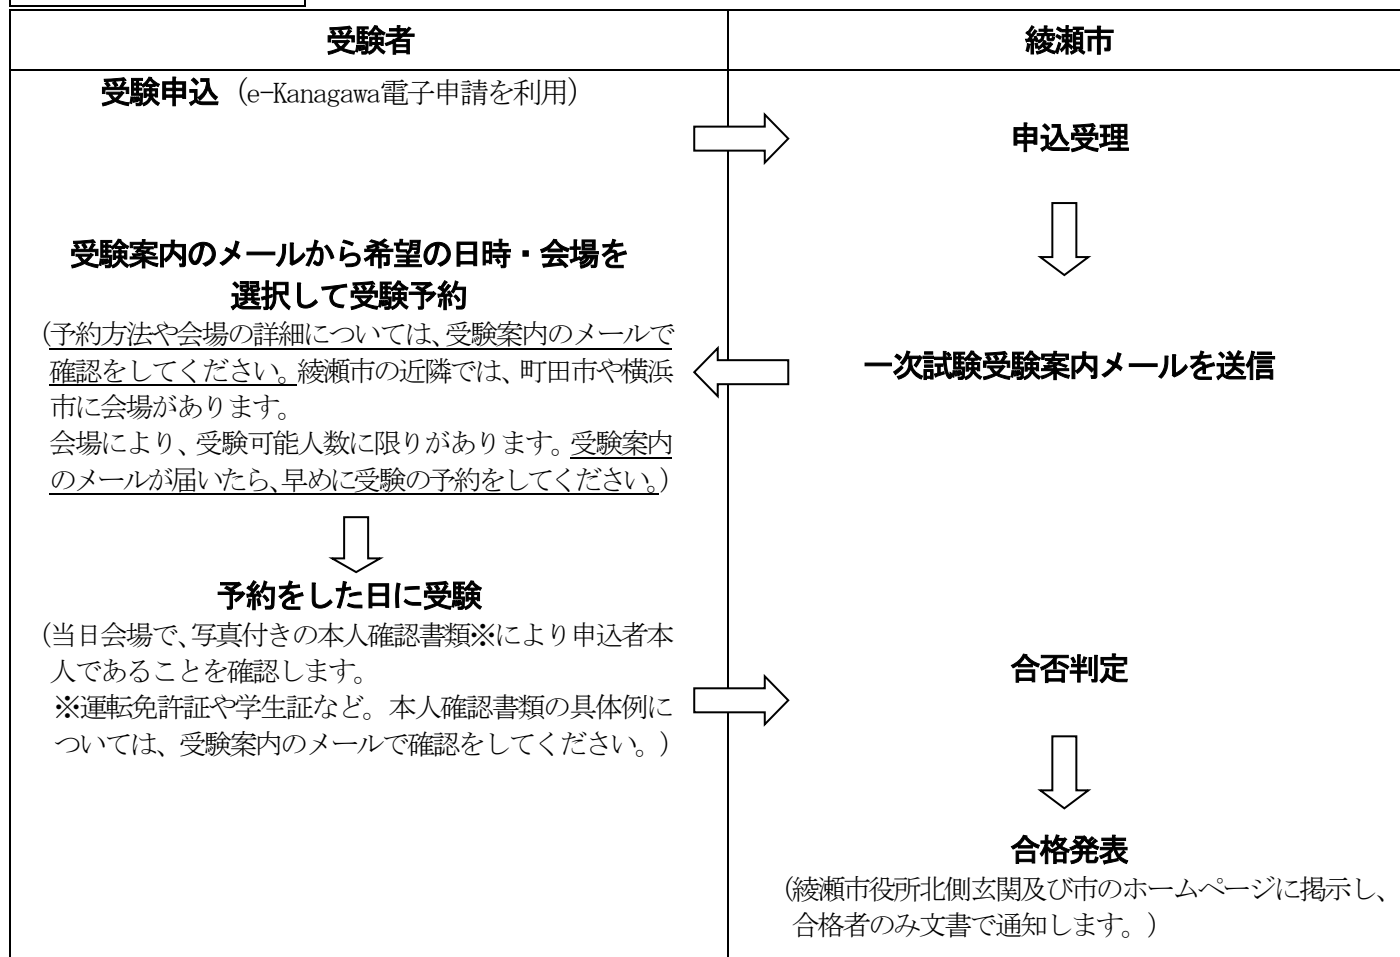 受験者
綾瀬市
受験申込（e-Kanagawa電子申請を利用）
申込受理
受験案内のメールから希望の日時・会場を
選択して受験予約
（予約方法や会場の詳細については、受験案内のメールで
確認をしてください。綾瀬市の近隣では、町田市や横浜
市に会場があります。
会場により、受験可能人数に限りがあります。受験案内
のメールが届いたら、早めに受験の予約をしてください。）
一次試験受験案内メールを送信
予約をした日に受験
（当日会場で、写真付きの本人確認書類※により申込者本
人であることを確認します。
※運転免許証や学生証など。本人確認書類の具体例に
ついては、受験案内のメールで確認をしてください。）
合否判定
合格発表
（綾瀬市役所北側玄関及び市のホームページに掲示し、
合格者のみ文書で通知します。）